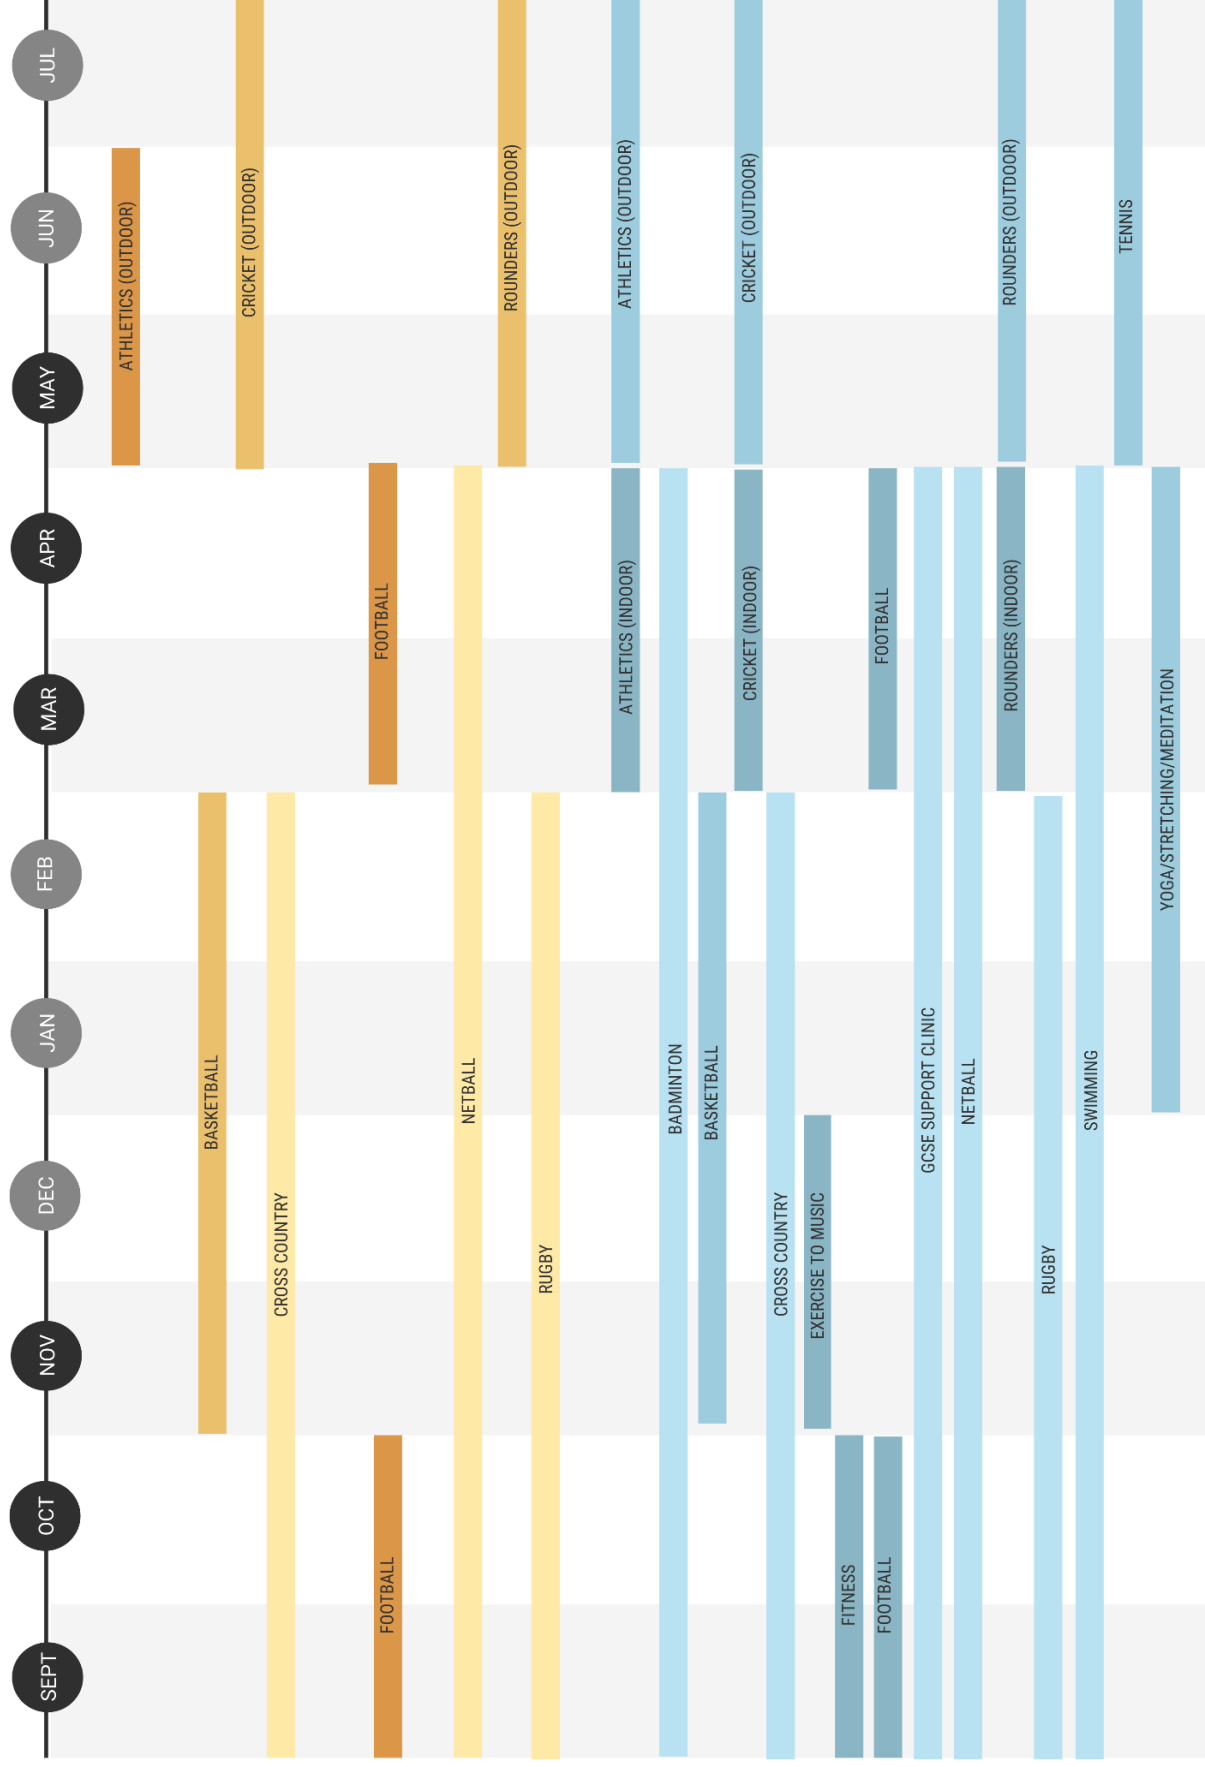 SEPT
OCT
NOV
DEC
JAN
FEB
MAR
APR
MAY
JUN
JUL
ATHLETICS (OUTDOOR)
BASKETBALL
CRICKET (OUTDOOR)
CROSS COUNTRY
FOOTBALL
FOOTBALL
NETBALL
ROUNDERS (OUTDOOR)
RUGBY
ATHLETICS (INDOOR)
ATHLETICS (OUTDOOR)
BADMINTON
BASKETBALL
CRICKET (INDOOR)
CRICKET (OUTDOOR)
CROSS COUNTRY
EXERCISE TO MUSIC
FITNESS
FOOTBALL
FOOTBALL
GCSE SUPPORT CLINIC
NETBALL
ROUNDERS (INDOOR)
ROUNDERS (OUTDOOR)
RUGBY
SWIMMING
TENNIS
YOGA/STRETCHING/MEDITATION